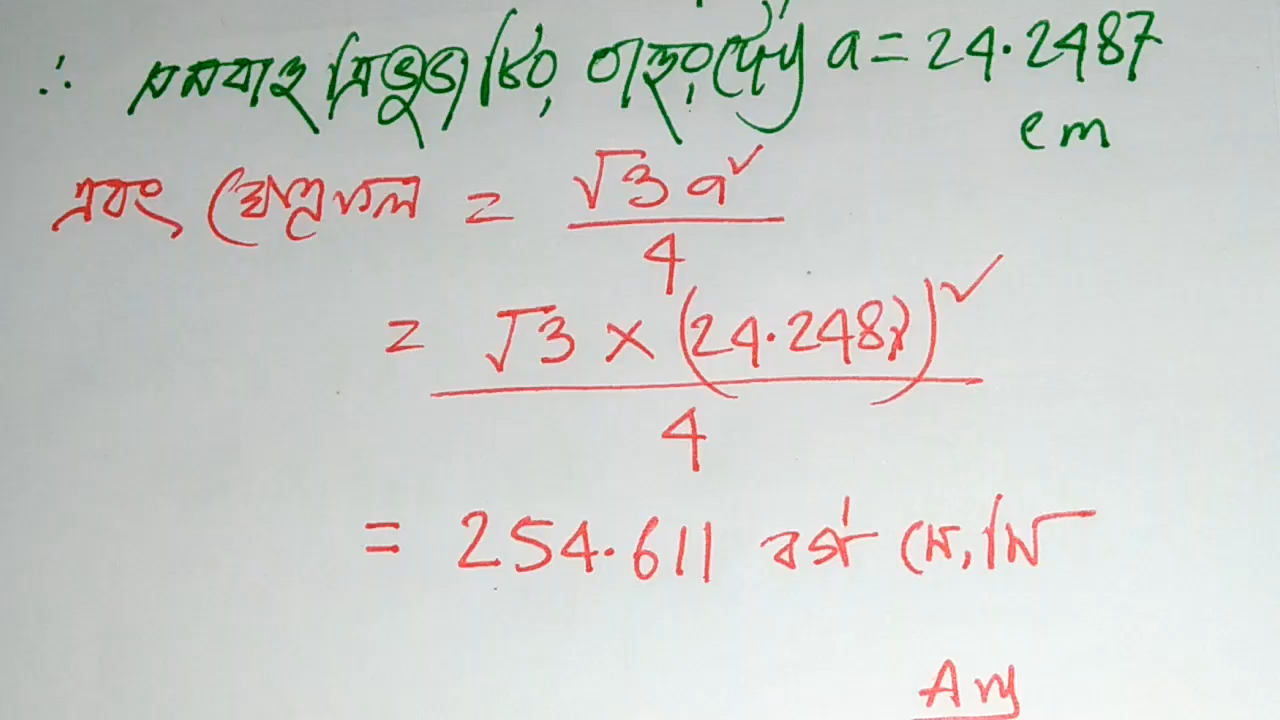 ∴ সমবাহু ত্রিভুজটির বাহুর দৈর্ঘ্য a = 24.2487
cm
এবং ক্ষেত্রফল = √3 a²
4
= √3 × (24.2487)²
4
= 254.611 বর্গ সে.মি
Ans